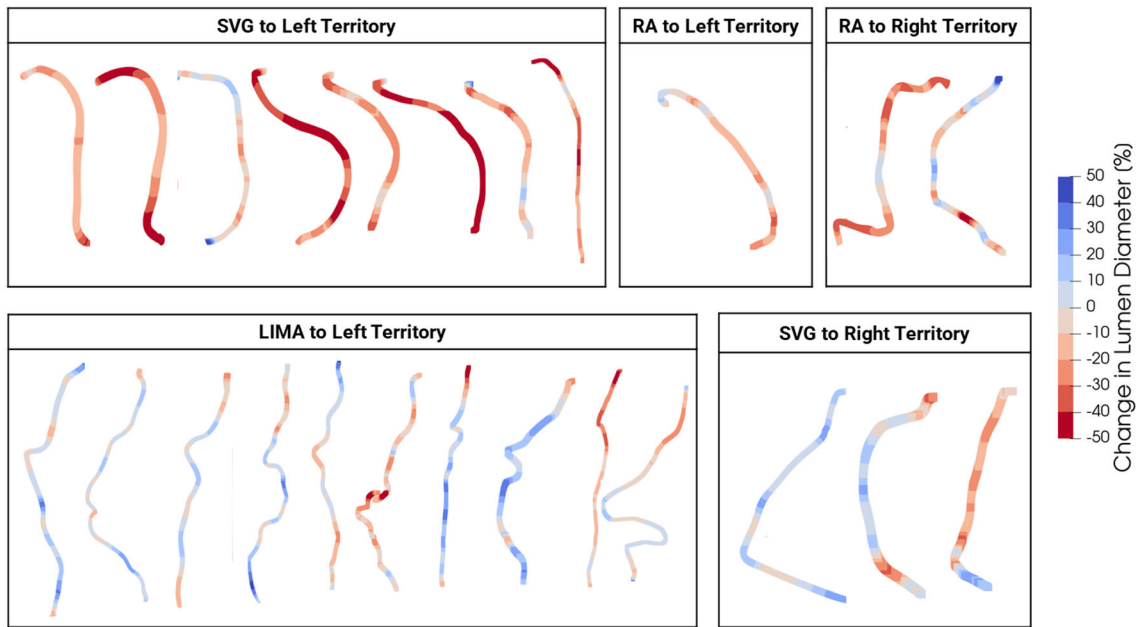 SVG to Left Territory
RA to Left Territory
RA to Right Territory
LIMA to Left Territory
SVG to Right Territory
50
40
30
20
10
0
-10
-20
-30
-40
-50
Change in Lumen Diameter (%)